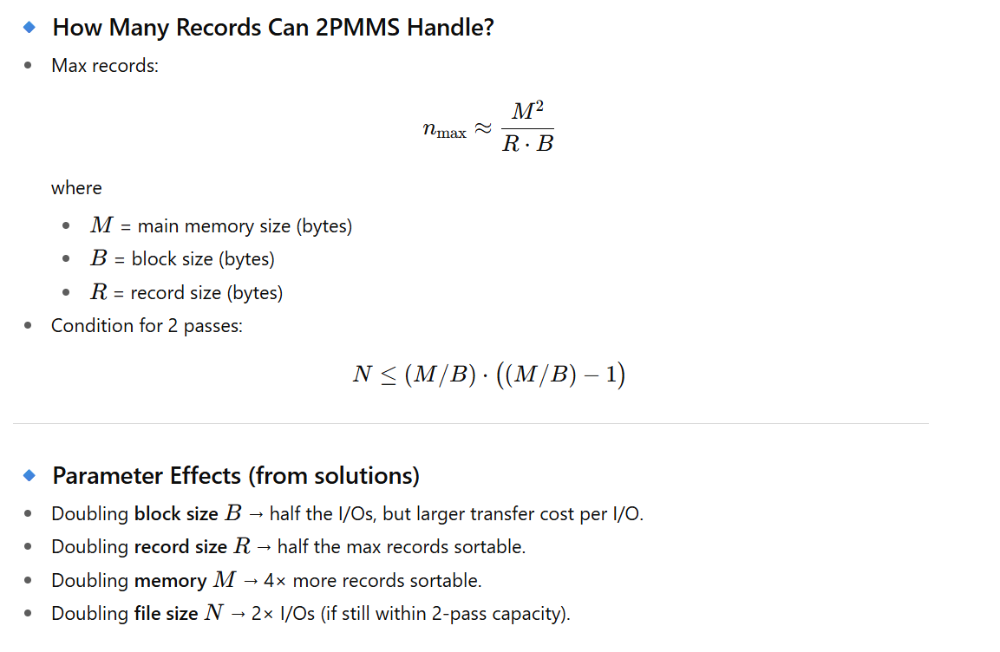 How Many Records Can 2PMMS Handle?
• Max records:
n_max ≈ M² / (R · B)
where
• M = main memory size (bytes)
• B = block size (bytes)
• R = record size (bytes)
• Condition for 2 passes:
N ≤ (M/B) · ((M/B) − 1)
Parameter Effects (from solutions)
• Doubling block size B → half the I/Os, but larger transfer cost per I/O.
• Doubling record size R → half the max records sortable.
• Doubling memory M → 4× more records sortable.
• Doubling file size N → 2× I/Os (if still within 2-pass capacity).